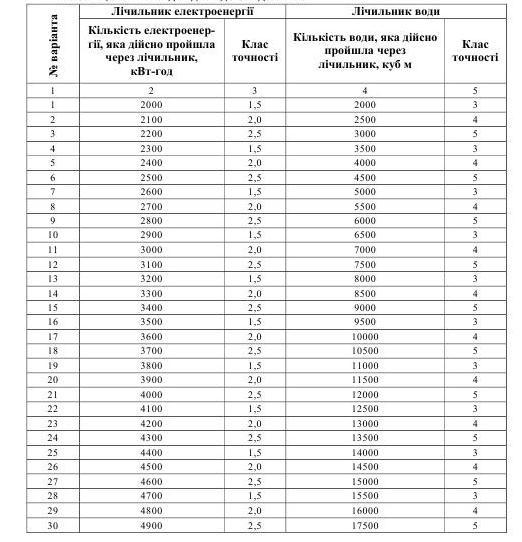 № варіанта
Лічильник електроенергії
Лічильник води
Кількість електроенер-
гії, яка дійсно пройшла
через лічильник,
кВт-год
Клас
точності
Кількість води, яка дійсно
пройшла через
лічильник, куб м
Клас
точності
1 2 3 4 5
1 2000 1,5 2000 3
2 2100 2,0 2500 4
3 2200 2,5 3000 5
4 2300 1,5 3500 3
5 2400 2,0 4000 4
6 2500 2,5 4500 5
7 2600 1,5 5000 3
8 2700 2,0 5500 4
9 2800 2,5 6000 5
10 2900 1,5 6500 3
11 3000 2,0 7000 4
12 3100 2,5 7500 5
13 3200 1,5 8000 3
14 3300 2,0 8500 4
15 3400 2,5 9000 5
16 3500 1,5 9500 3
17 3600 2,0 10000 4
18 3700 2,5 10500 5
19 3800 1,5 11000 3
20 3900 2,0 11500 4
21 4000 2,5 12000 5
22 4100 1,5 12500 3
23 4200 2,0 13000 4
24 4300 2,5 13500 5
25 4400 1,5 14000 3
26 4500 2,0 14500 4
27 4600 2,5 15000 5
28 4700 1,5 15500 3
29 4800 2,0 16000 4
30 4900 2,5 17500 5